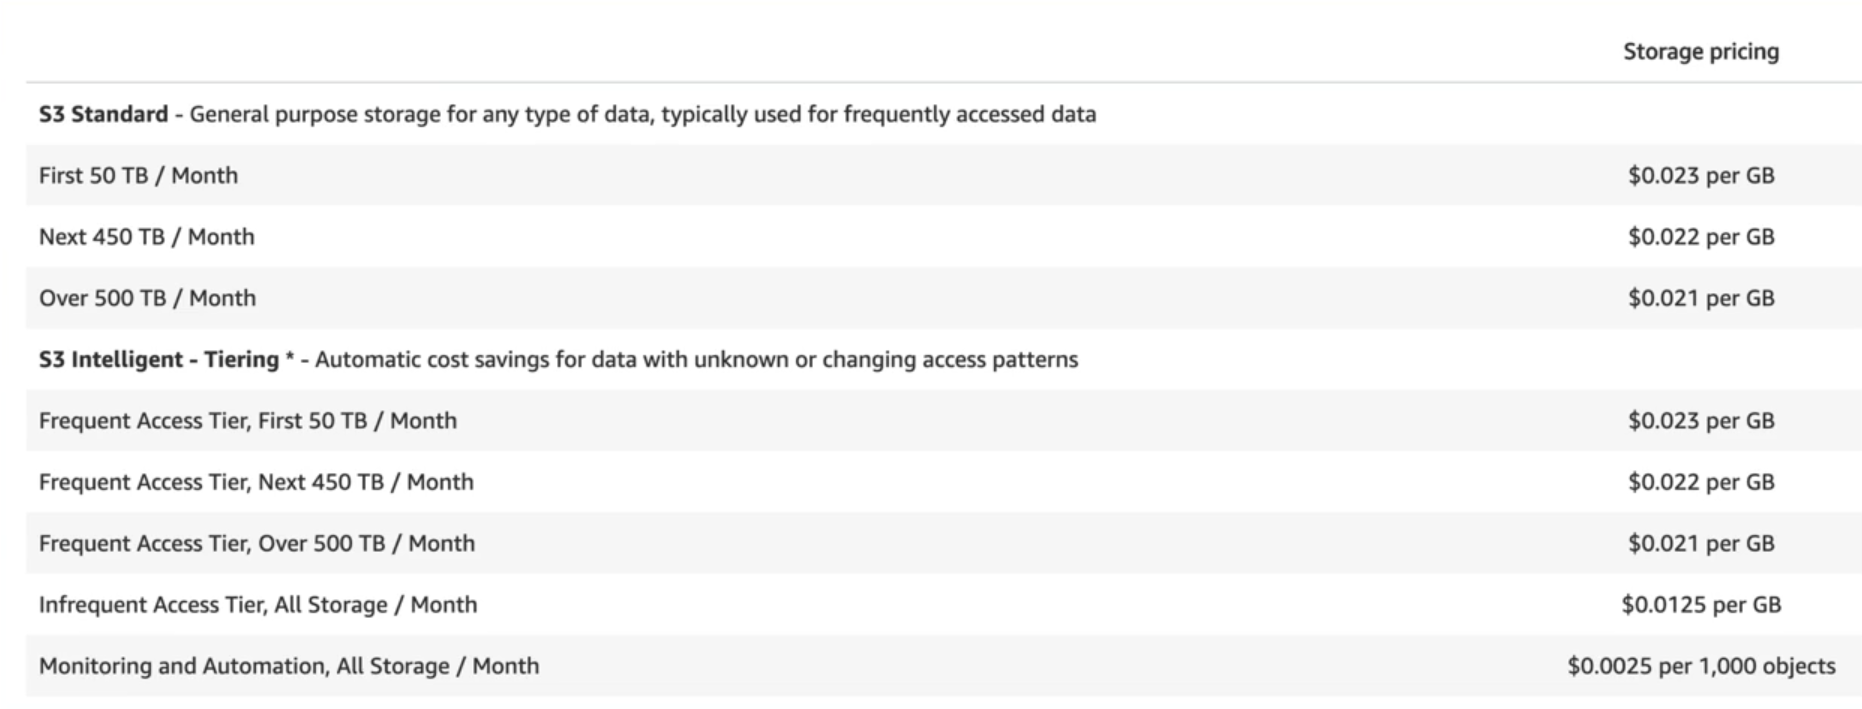 Storage pricing
S3 Standard - General purpose storage for any type of data, typically used for frequently accessed data
First 50 TB / Month $0.023 per GB
Next 450 TB / Month $0.022 per GB
Over 500 TB / Month $0.021 per GB
S3 Intelligent - Tiering * - Automatic cost savings for data with unknown or changing access patterns
Frequent Access Tier, First 50 TB / Month $0.023 per GB
Frequent Access Tier, Next 450 TB / Month $0.022 per GB
Frequent Access Tier, Over 500 TB / Month $0.021 per GB
Infrequent Access Tier, All Storage / Month $0.0125 per GB
Monitoring and Automation, All Storage / Month $0.0025 per 1,000 objects